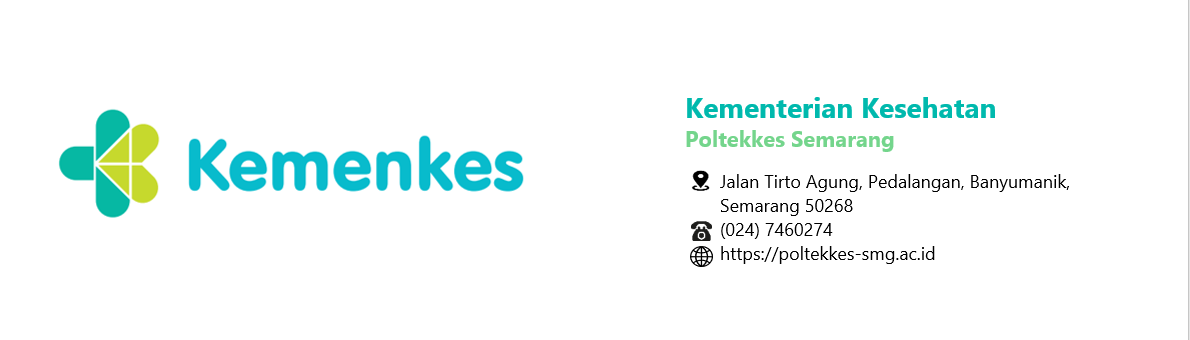 Kemenkes
Kementerian Kesehatan
Poltekkes Semarang
Jalan Tirto Agung, Pedalangan, Banyumanik,
Semarang 50268
(024) 7460274
https://poltekkes-smg.ac.id